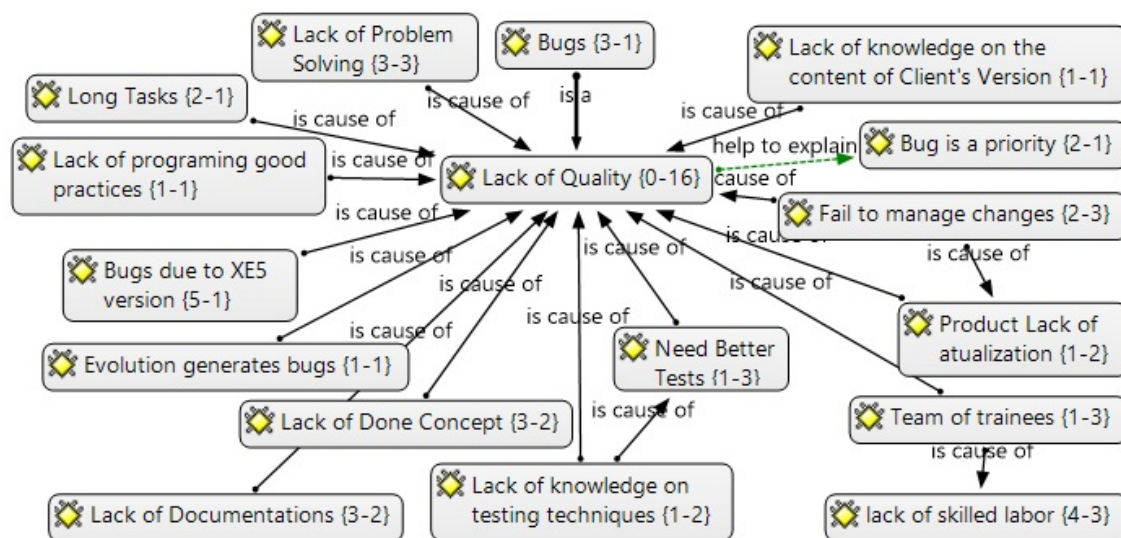 Lack of Problem
Solving {3-3}
Bugs {3-1}
Lack of knowledge on the
content of Client's Version {1-1}
Long Tasks {2-1}
is cause of
is a
is cause of
is cause of
Lack of programing good
practices {1-1}
is cause of
help to explain
Bug is a priority {2-1}
Lack of Quality {0-16}
cause of
is cause of
Fail to manage changes {2-3}
Bugs due to XE5
version {5-1}
is cause of
is cause of
is cause of
is cause of
is cause of
is cause of
is cause of
Product Lack of
atualization {1-2}
is cause of
is cause of
Evolution generates bugs {1-1}
Need Better
Tests {1-3}
Lack of Done Concept {3-2}
is cause of
Team of trainees {1-3}
is cause of
Lack of Documentations {3-2}
Lack of knowledge on
testing techniques {1-2}
lack of skilled labor {4-3}